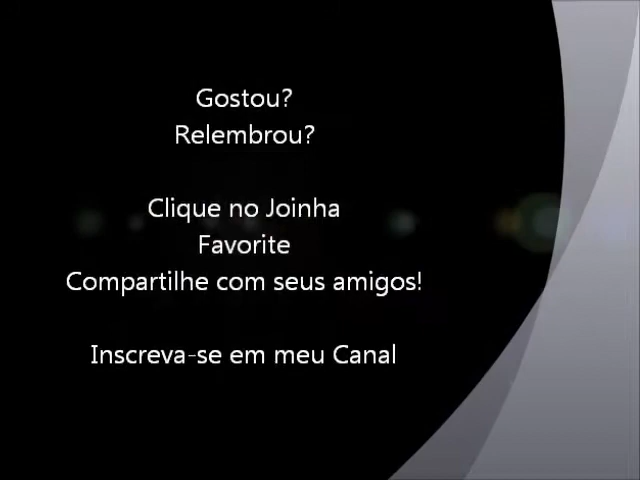 Gostou?
Relembrou?
Clique no Joinha
Favorite
Compartilhe com seus amigos!
Inscreva-se em meu Canal